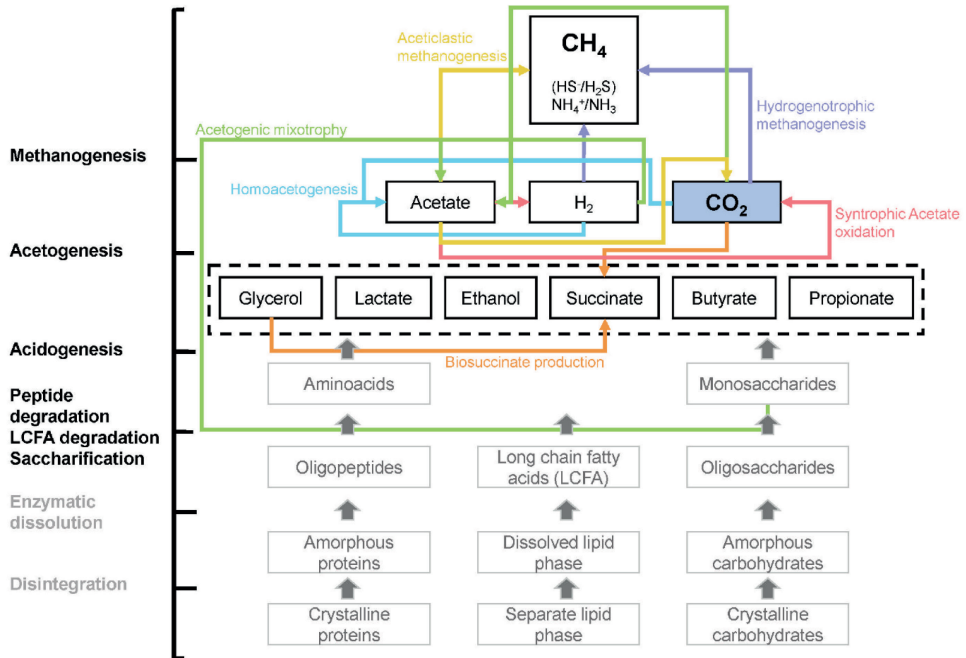 Aceticlastic
methanogenesis
CH₄
(HS⁻/H₂S)
NH₄⁺/NH₃
Hydrogenotrophic
methanogenesis
Acetogenic mixotrophy
Methanogenesis
Homoacetogenesis
Acetate
H₂
CO₂
Syntrophic Acetate
oxidation
Acetogenesis
Glycerol
Lactate
Ethanol
Succinate
Butyrate
Propionate
Acidogenesis
Biosuccinate production
Aminoacids
Monosaccharides
Peptide
degradation
LCFA degradation
Saccharification
Oligopeptides
Long chain fatty
acids (LCFA)
Oligosaccharides
Enzymatic
dissolution
Amorphous
proteins
Dissolved lipid
phase
Amorphous
carbohydrates
Disintegration
Crystalline
proteins
Separate lipid
phase
Crystalline
carbohydrates